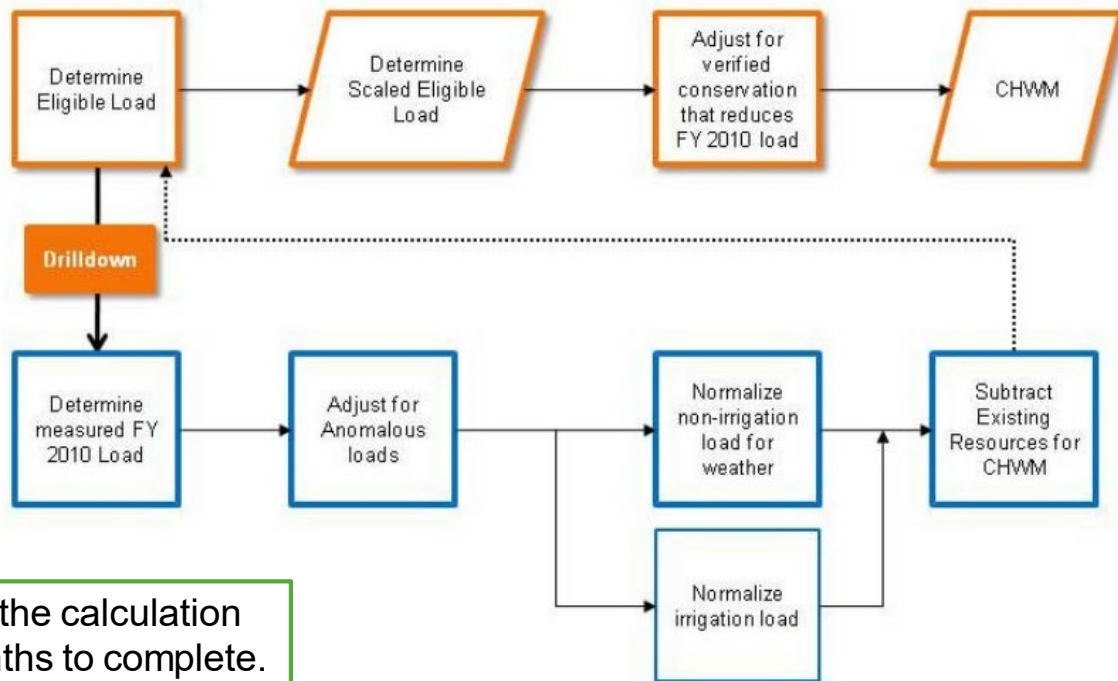 Determine
Eligible Load
Determine
Scaled Eligible
Load
Adjust for
verified
conservation
that reduces
FY 2010 load
CHWM
Drilldown
Determine
measured FY
2010 Load
Adjust for
Anomalous
loads
Normalize
non-irrigation
load for
weather
Subtract
Existing
Resources for
CHWM
Normalize
irrigation load
the calculation
ths to complete.